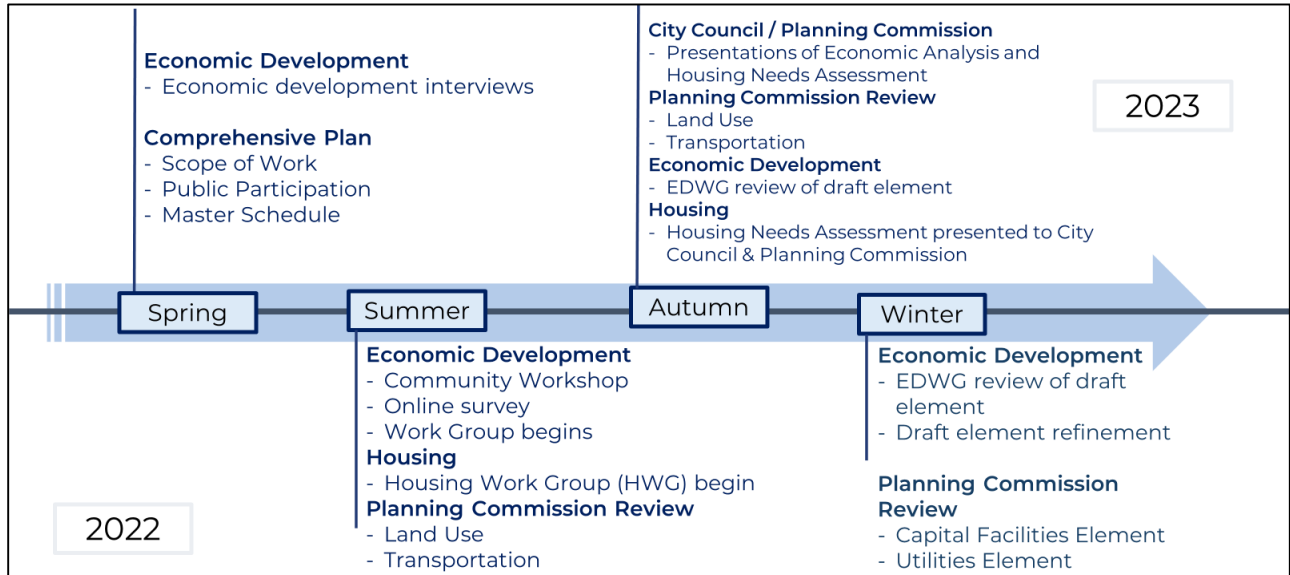 Economic Development
- Economic development interviews
Comprehensive Plan
- Scope of Work
- Public Participation
- Master Schedule
City Council / Planning Commission
- Presentations of Economic Analysis and
Housing Needs Assessment
Planning Commission Review
- Land Use
- Transportation
Economic Development
- EDWG review of draft element
Housing
- Housing Needs Assessment presented to City
Council & Planning Commission
2023
Spring
Summer
Autumn
Winter
Economic Development
- Community Workshop
- Online survey
- Work Group begins
Housing
- Housing Work Group (HWG) begin
Planning Commission Review
- Land Use
- Transportation
Economic Development
- EDWG review of draft
element
- Draft element refinement
Planning Commission
Review
- Capital Facilities Element
- Utilities Element
2022